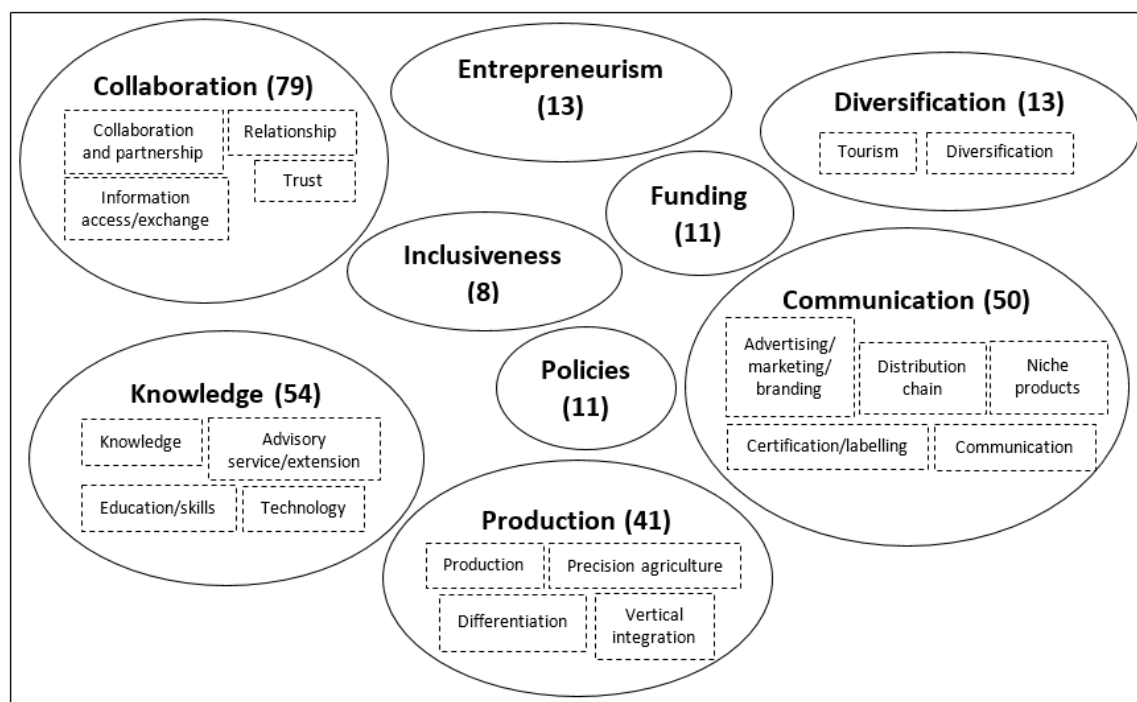 Collaboration (79)
Collaboration
and partnership
Relationship
Trust
Information
access/exchange
Entrepreneurism
(13)
Diversification (13)
Tourism
Diversification
Funding
(11)
Inclusiveness
(8)
Communication (50)
Advertising/
marketing/
branding
Distribution
chain
Niche
products
Certification/labelling
Communication
Policies
(11)
Knowledge (54)
Knowledge
Advisory
service/extension
Education/skills
Technology
Production (41)
Production
Precision agriculture
Differentiation
Vertical
integration